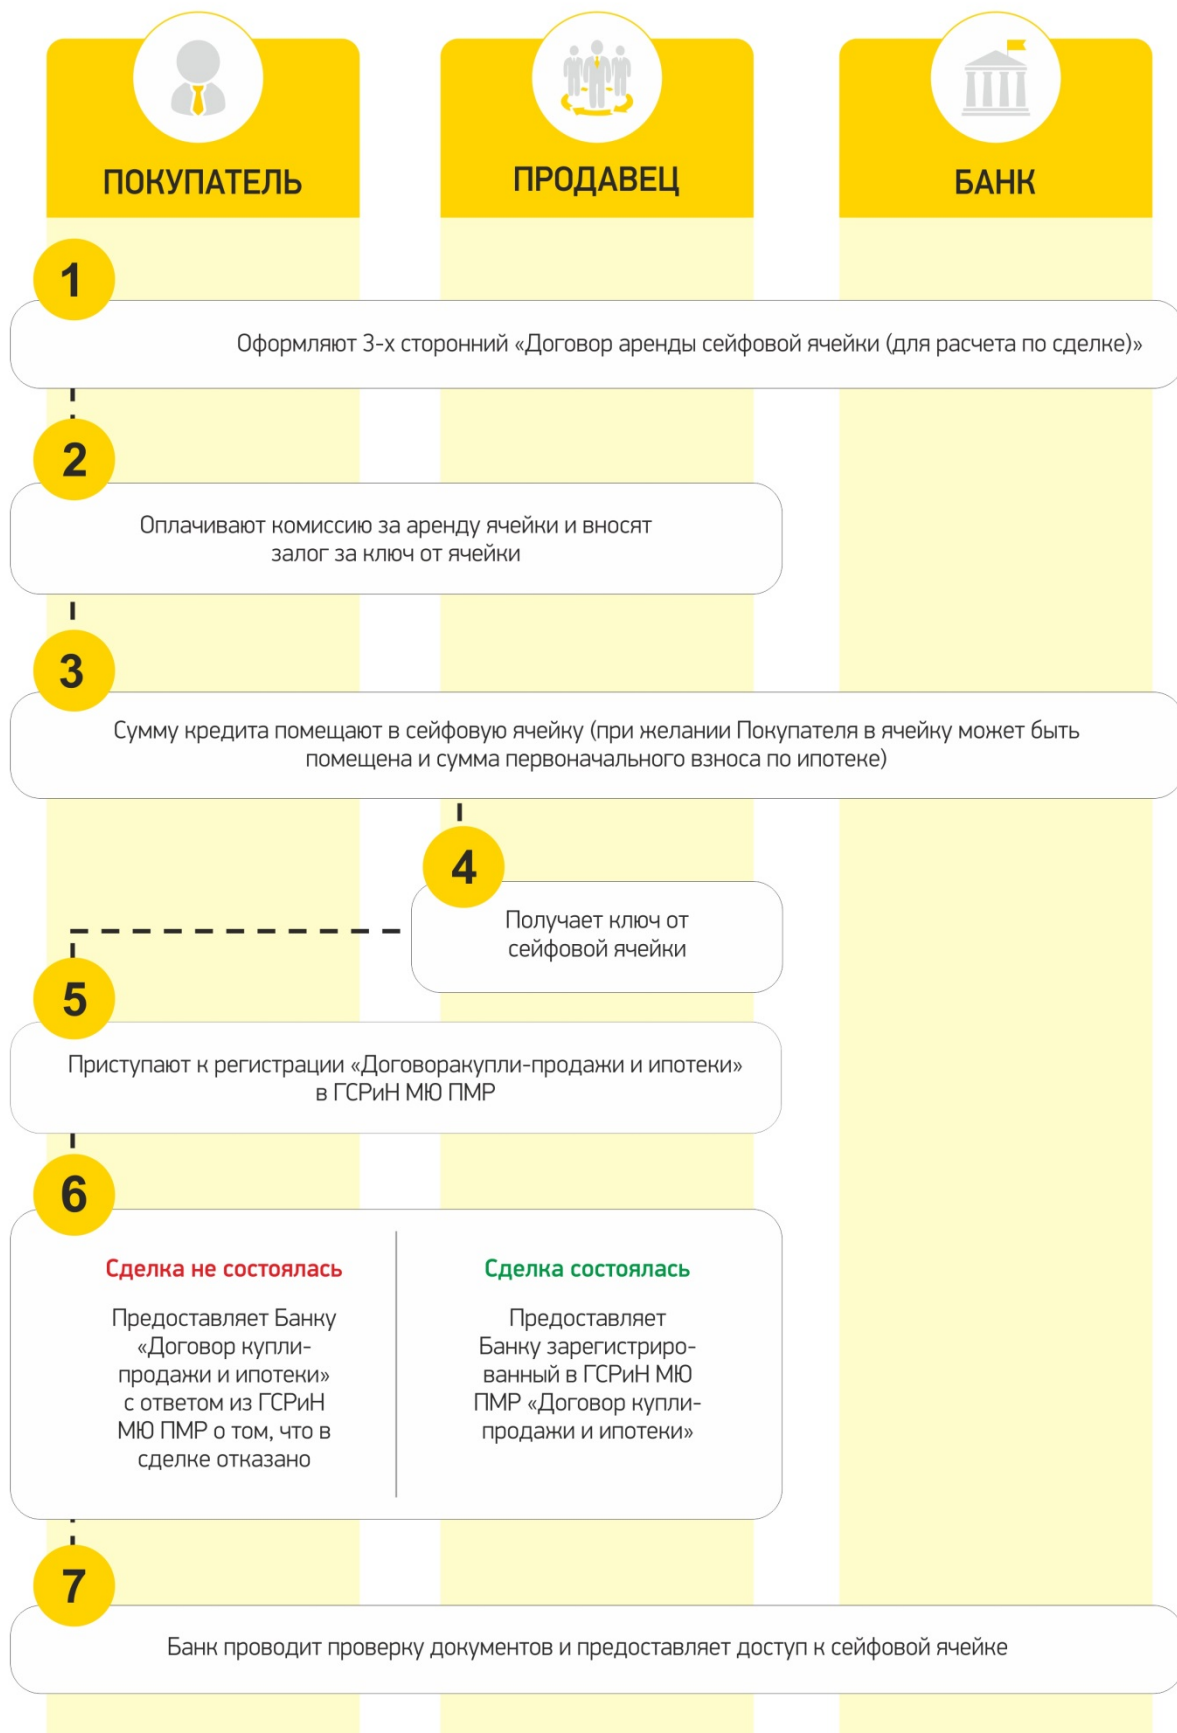 ПОКУПАТЕЛЬ
ПРОДАВЕЦ
БАНК
1
Оформляют 3-х сторонний «Договор аренды сейфовой ячейки (для расчета по сделке)»
2
Оплачивают комиссию за аренду ячейки и вносят
залог за ключ от ячейки
3
Сумму кредита помещают в сейфовую ячейку (при желании Покупателя в ячейку может быть
помещена и сумма первоначального взноса по ипотеке)
4
Получает ключ от
сейфовой ячейки
5
Приступают к регистрации «Договоракупли-продажи и ипотеки»
в ГСРиН МЮ ПМР
6
Сделка не состоялась
Предоставляет Банку
«Договор купли-
продажи и ипотеки»
с ответом из ГСРиН
МЮ ПМР о том, что в
сделке отказано
Сделка состоялась
Предоставляет
Банку зарегистриро-
ванный в ГСРиН МЮ
ПМР «Договор купли-
продажи и ипотеки»
7
Банк проводит проверку документов и предоставляет доступ к сейфовой ячейке